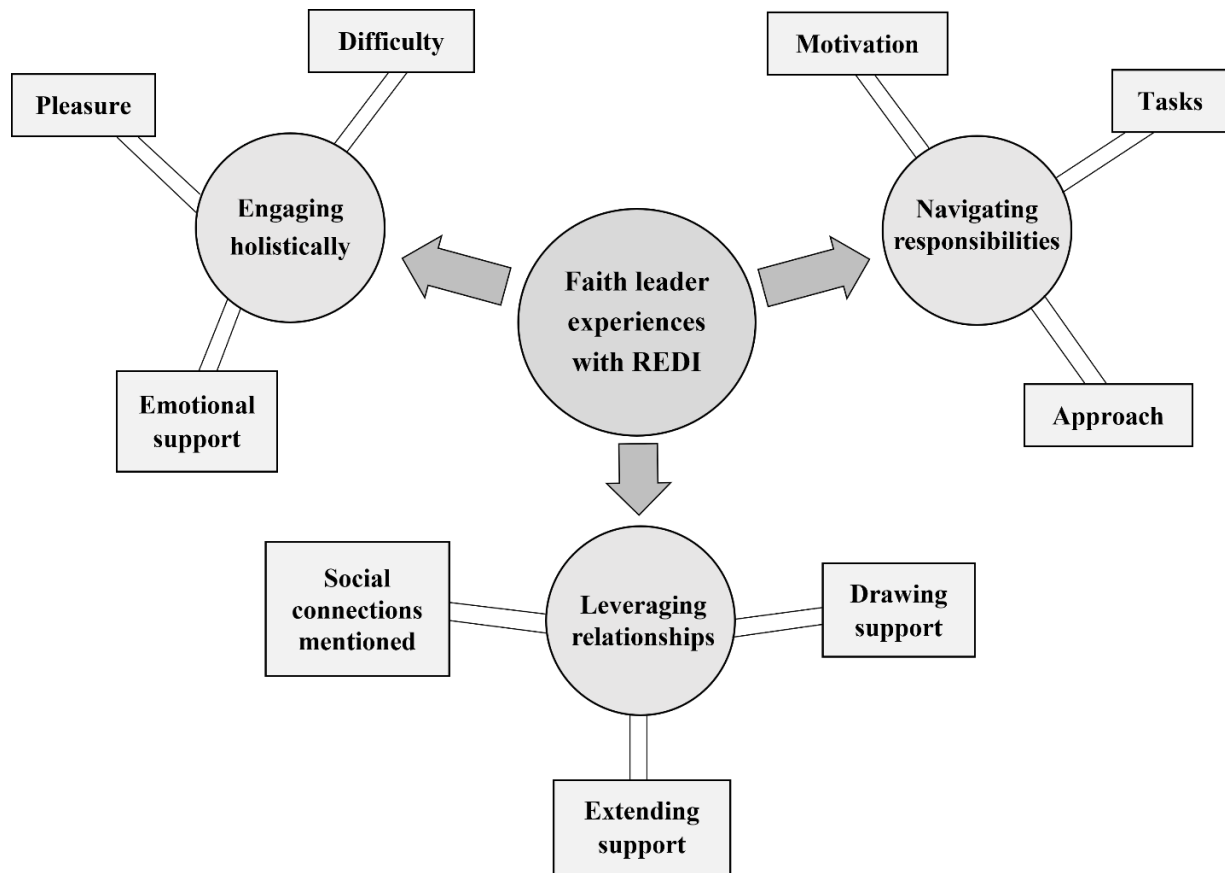 Difficulty
Pleasure
Engaging
holistically
Emotional
support
Motivation
Tasks
Navigating
responsibilities
Approach
Faith leader
experiences
with REDI
Social
connections
mentioned
Leveraging
relationships
Drawing
support
Extending
support